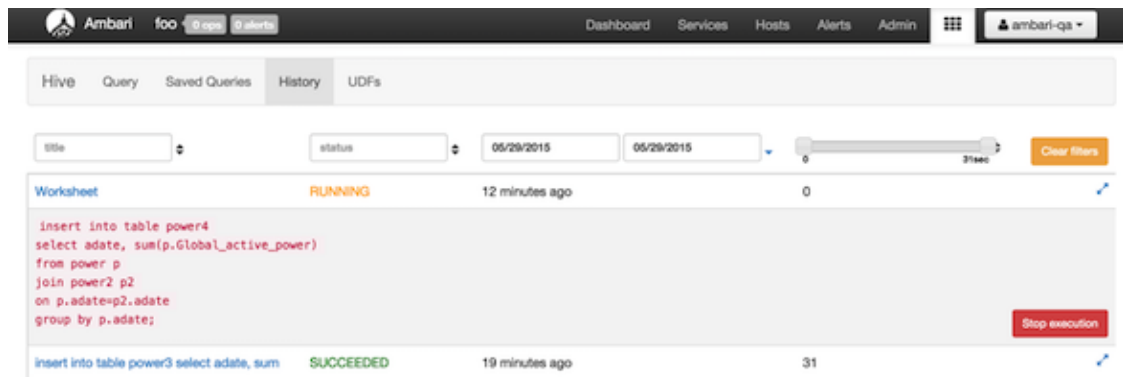 Ambari foo 0 ops 0 alerts Dashboard Services Hosts Alerts Admin ambari-qa
Hive Query Saved Queries History UDFs
title status 05/29/2015 05/29/2015 0 31sec Clear filters
Worksheet RUNNING 12 minutes ago 0
insert into table power4
select adate, sum(p.Global_active_power)
from power p
join power2 p2
on p.adate=p2.adate
group by p.adate;
Stop execution
insert into table power3 select adate, sum SUCCEEDED 19 minutes ago 31